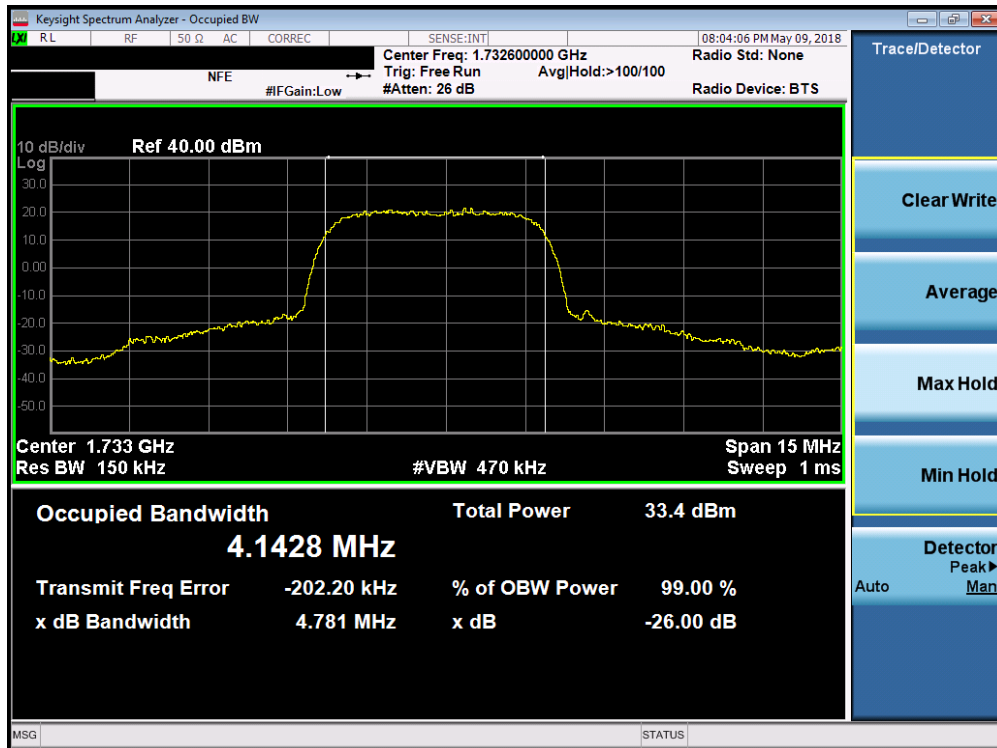 Keysight Spectrum Analyzer - Occupied BW
LXI RL RF 50 Ω AC CORREC SENSE:INT 08:04:06 PM May 09, 2018
Center Freq: 1.732600000 GHz Radio Std: None
NFE Trig: Free Run Avg|Hold:>100/100
#IFGain:Low #Atten: 26 dB Radio Device: BTS
10 dB/div Ref 40.00 dBm
Log
30.0
20.0
10.0
0.00
-10.0
-20.0
-30.0
-40.0
-50.0
Center 1.733 GHz Span 15 MHz
Res BW 150 kHz #VBW 470 kHz Sweep 1 ms
Occupied Bandwidth Total Power 33.4 dBm
4.1428 MHz
Transmit Freq Error -202.20 kHz % of OBW Power 99.00 %
x dB Bandwidth 4.781 MHz x dB -26.00 dB
MSG STATUS
Trace/Detector
Clear Write
Average
Max Hold
Min Hold
Detector
Peak▶
Auto Man